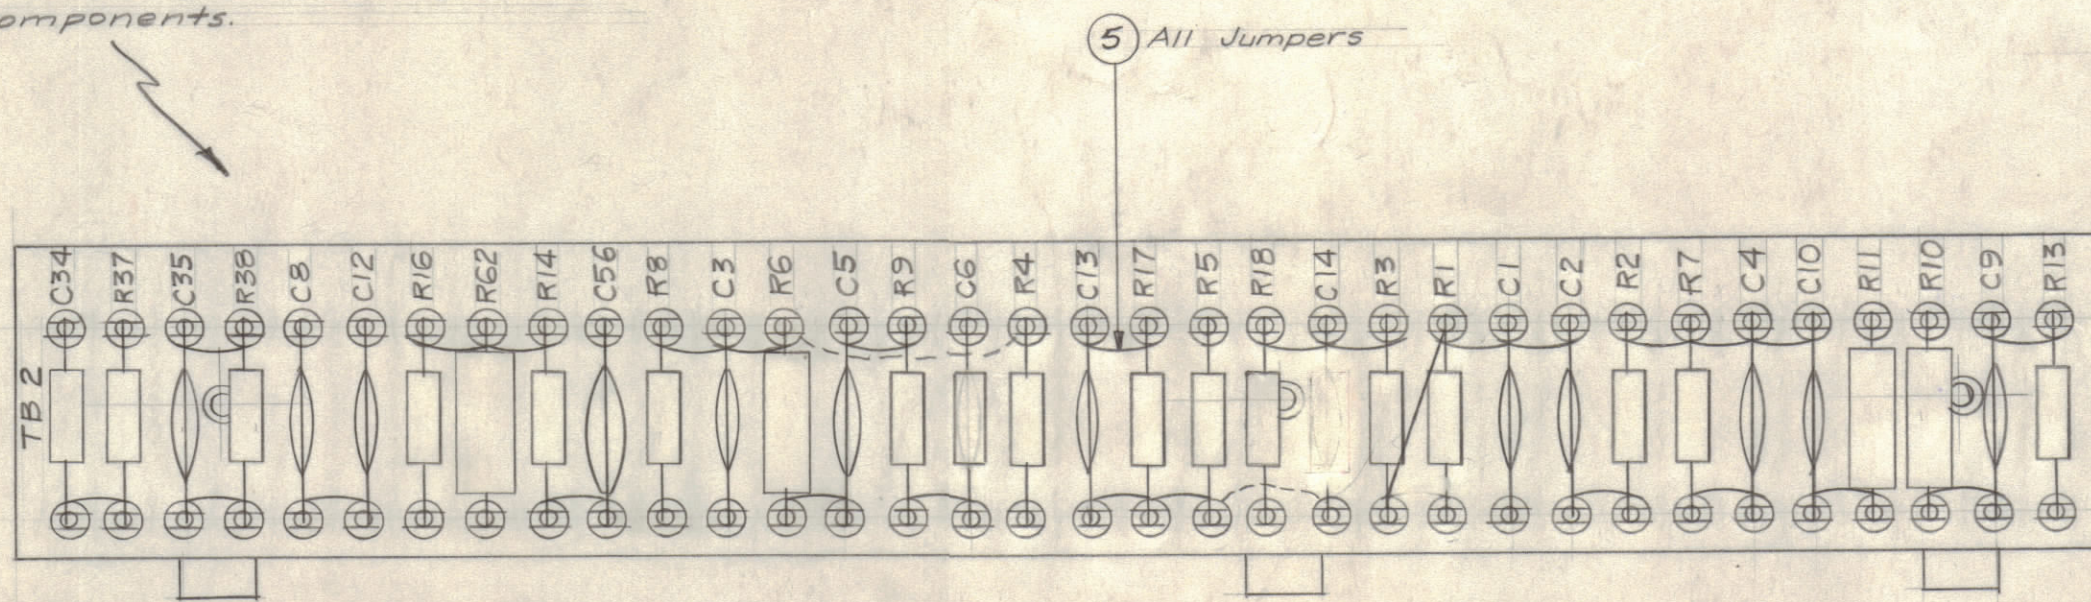 omponents.
5 All Jumpers
TB 2
C34 R37 C35 R38 C8 C12 R16 R62 R14 C56 R8 C3 R6 C5 R9 C6 R4 C13 R17 R5 R18 C14 R3 R1 C1 C2 R2 R7 C4 C10 R11 R10 C9 R13